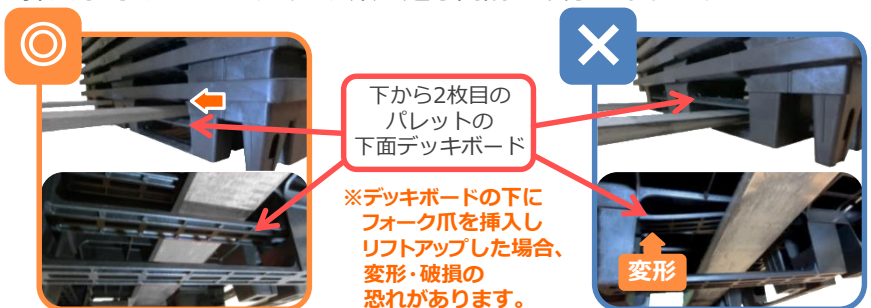 下から2枚目の
パレットの
下面デッキボード
※デッキボードの下に
フォーク爪を挿入し
リフトアップした場合、
変形・破損の
恐れがあります。
変形